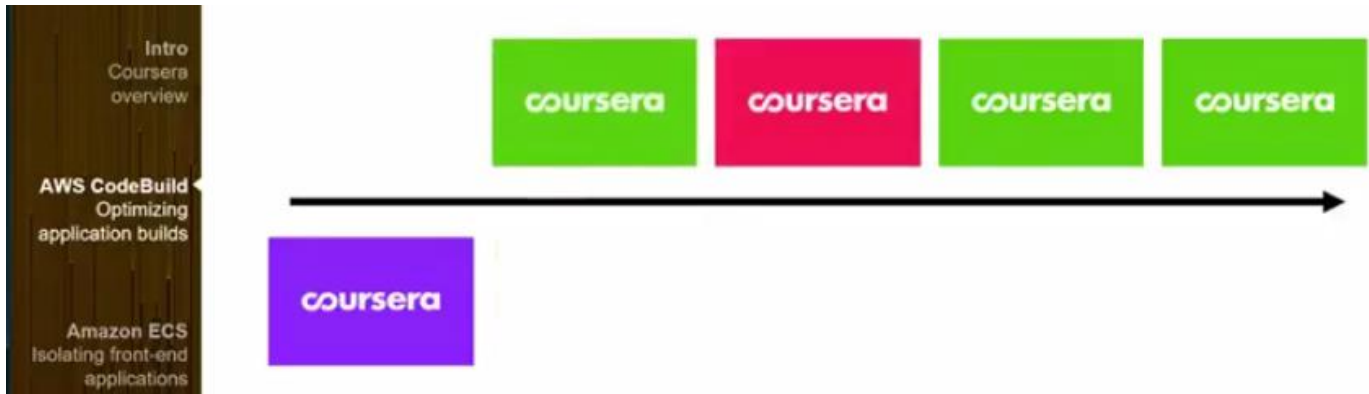 Intro
Coursera
overview
AWS CodeBuild
Optimizing
application builds
Amazon ECS
Isolating front-end
applications
coursera
coursera
coursera
coursera
coursera